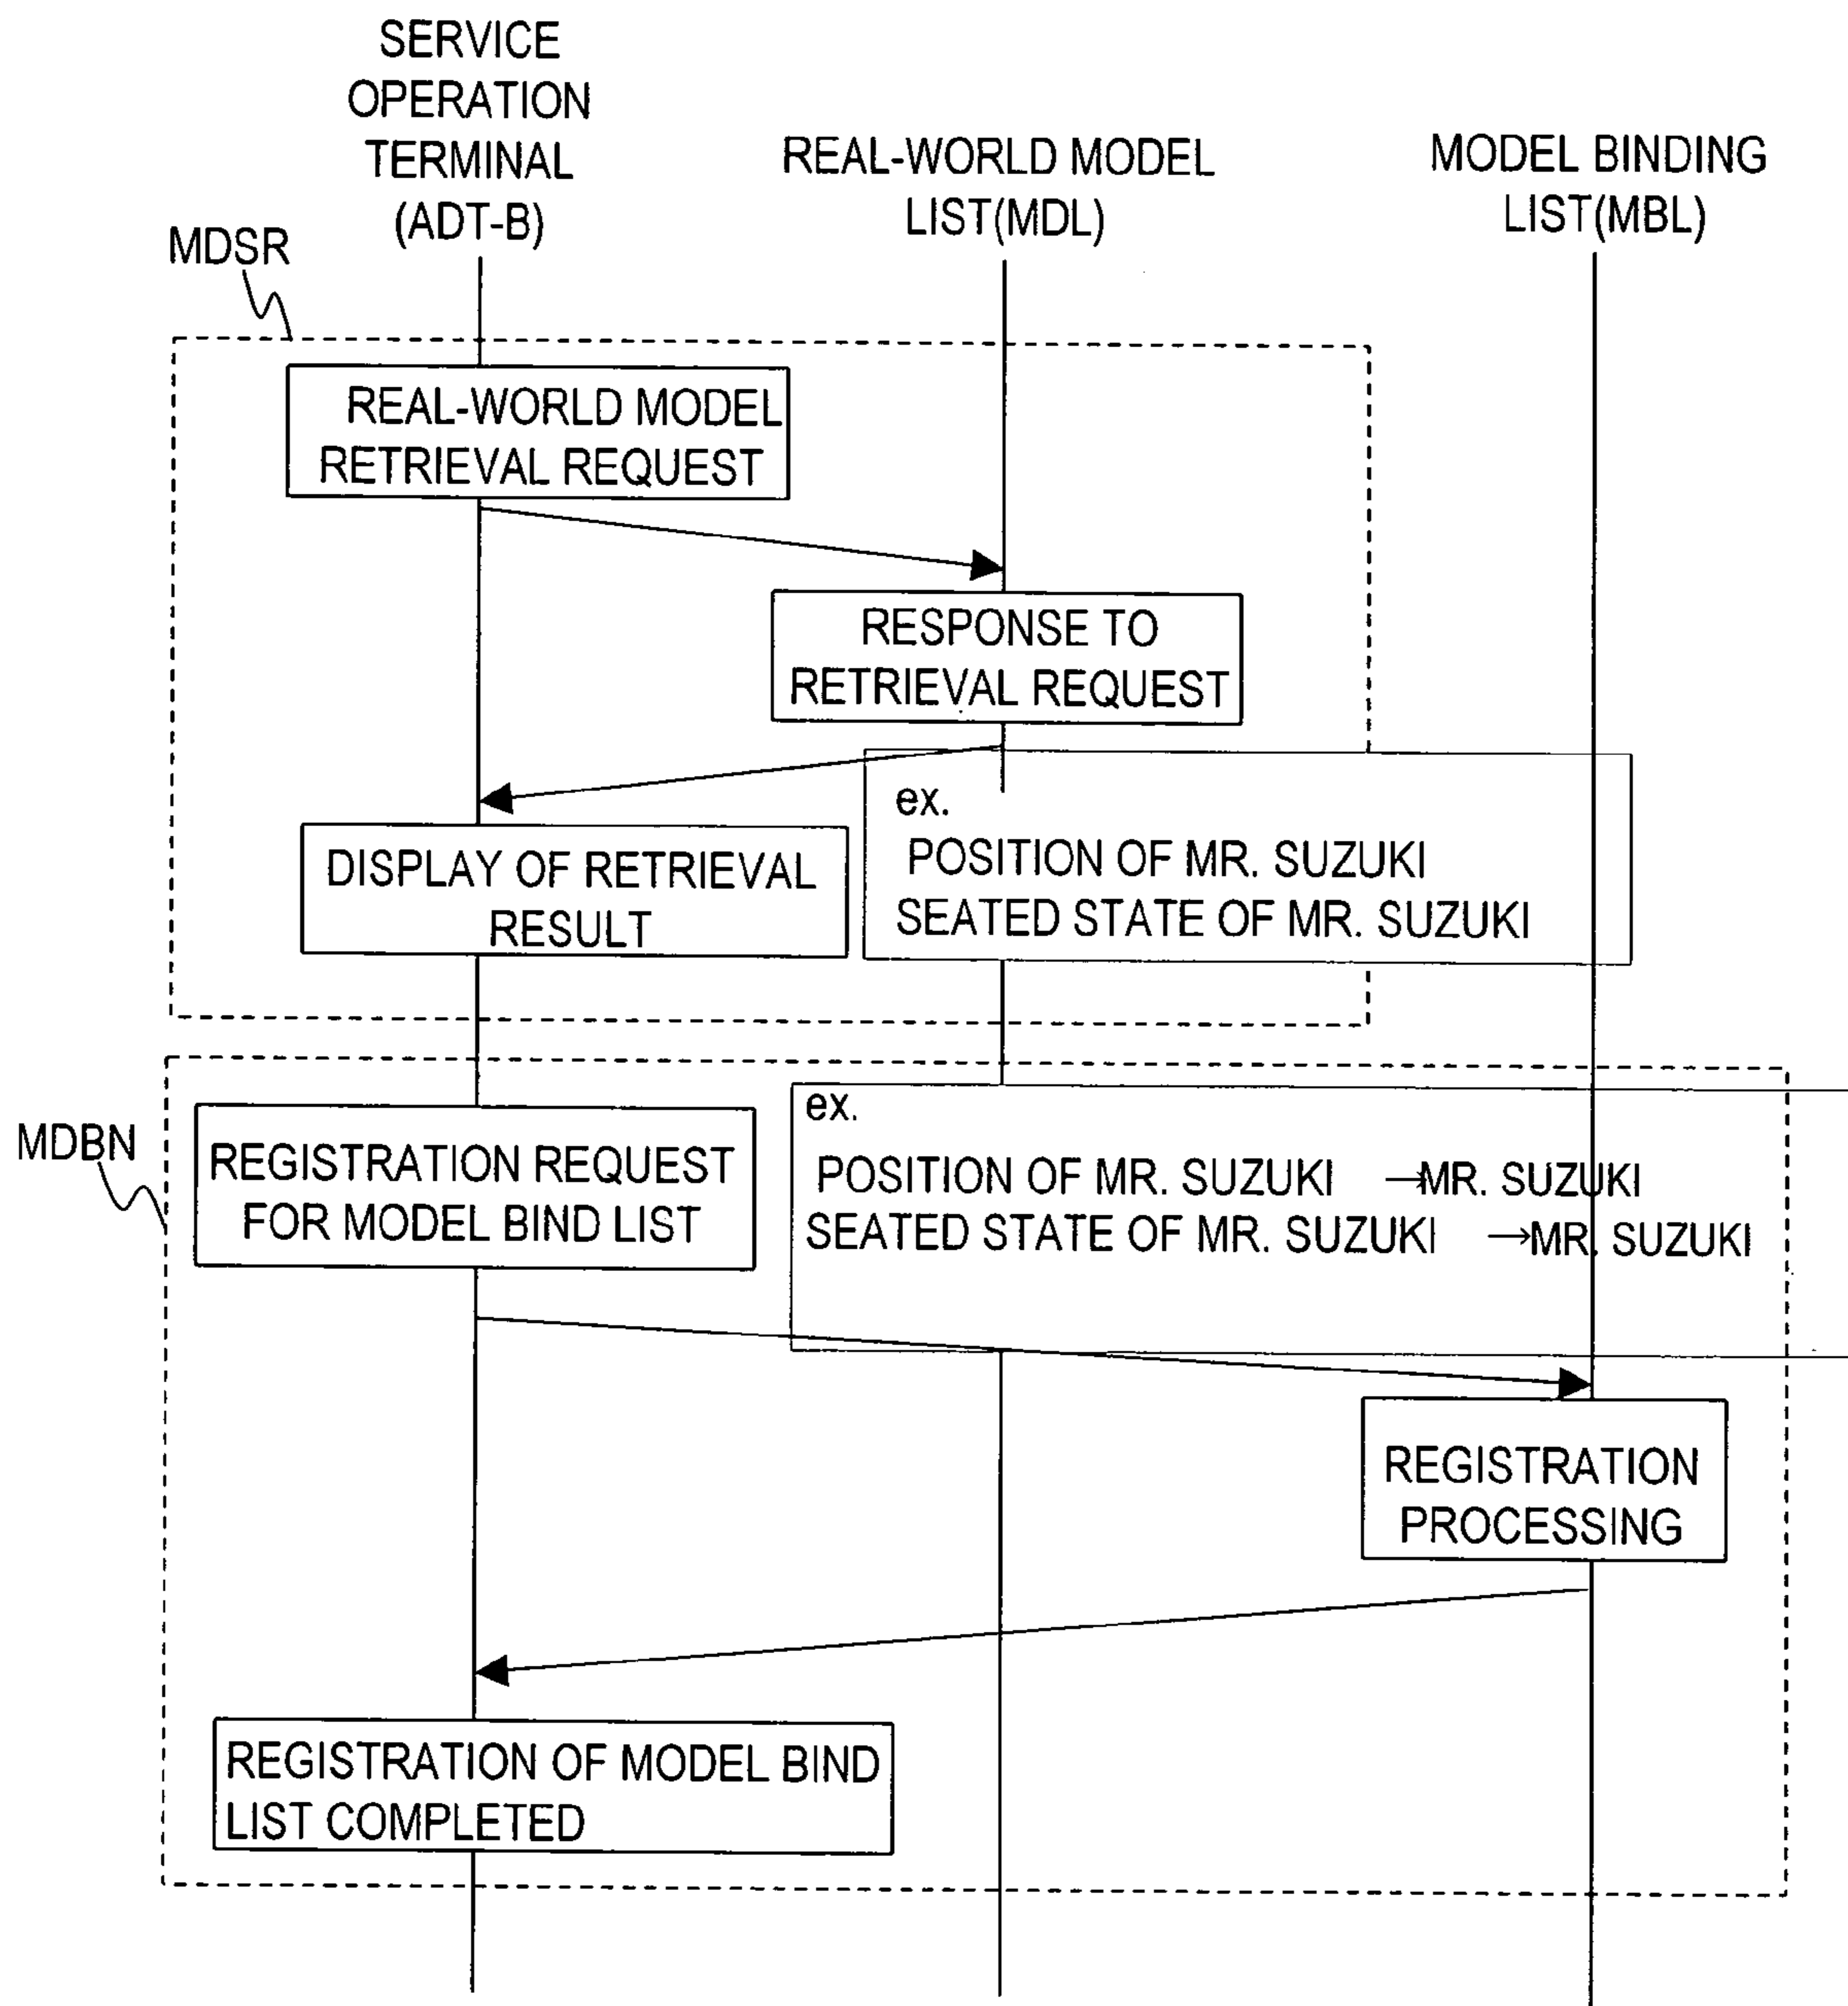 SERVICE
OPERATION
TERMINAL
(ADT-B)
REAL-WORLD MODEL
LIST(MDL)
MODEL BINDING
LIST(MBL)
MDSR
REAL-WORLD MODEL
RETRIEVAL REQUEST
RESPONSE TO
RETRIEVAL REQUEST
ex.
POSITION OF MR. SUZUKI
SEATED STATE OF MR. SUZUKI
DISPLAY OF RETRIEVAL
RESULT
MDBN
REGISTRATION REQUEST
FOR MODEL BIND LIST
ex.
POSITION OF MR. SUZUKI →MR. SUZUKI
SEATED STATE OF MR. SUZUKI →MR. SUZUKI
REGISTRATION
PROCESSING
REGISTRATION OF MODEL BIND
LIST COMPLETED